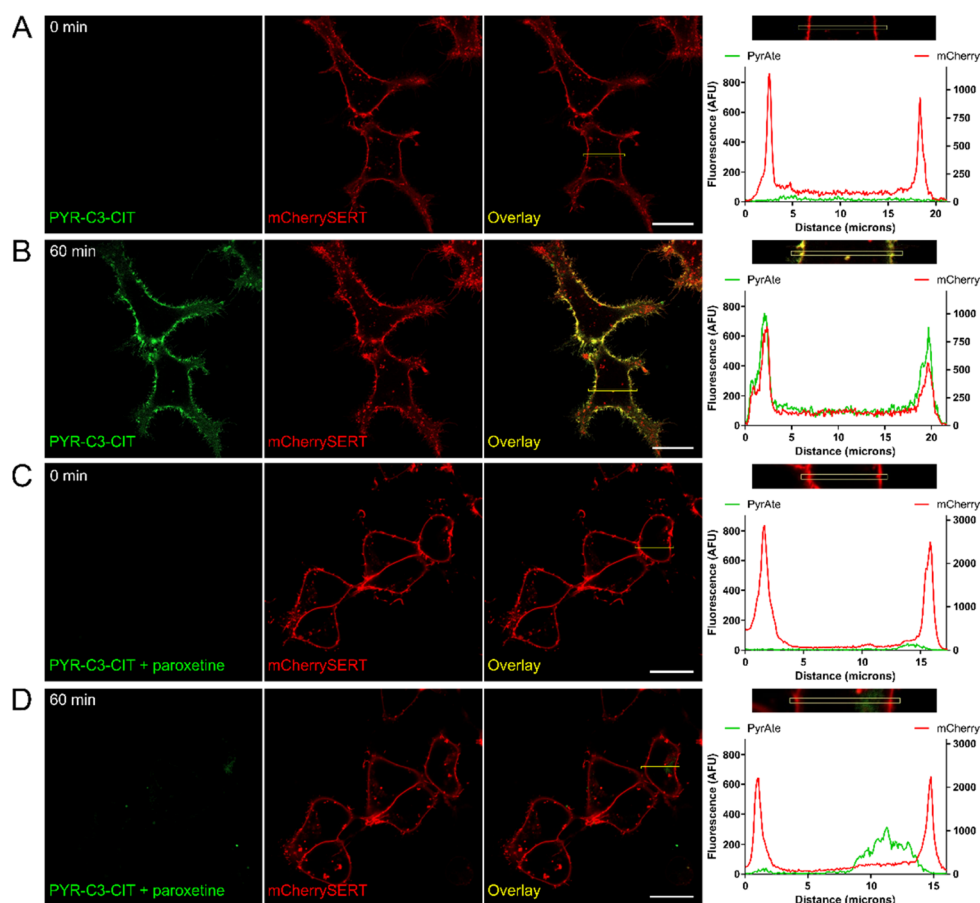 A
0 min
PYR-C3-CIT
mCherrySERT
Overlay
PyrAte
mCherry
Fluorescence (AFU)
800
600
400
200
0
1000
750
500
250
0
0 5 10 15 20
Distance (microns)
B
60 min
PYR-C3-CIT
mCherrySERT
Overlay
PyrAte
mCherry
Fluorescence (AFU)
800
600
400
200
0
1000
750
500
250
0
0 5 10 15 20
Distance (microns)
C
0 min
PYR-C3-CIT + paroxetine
mCherrySERT
Overlay
PyrAte
mCherry
Fluorescence (AFU)
800
600
400
200
0
3000
2000
1000
0
0 5 10 15
Distance (microns)
D
60 min
PYR-C3-CIT + paroxetine
mCherrySERT
Overlay
PyrAte
mCherry
Fluorescence (AFU)
800
600
400
200
0
3000
2000
1000
0
0 5 10 15
Distance (microns)